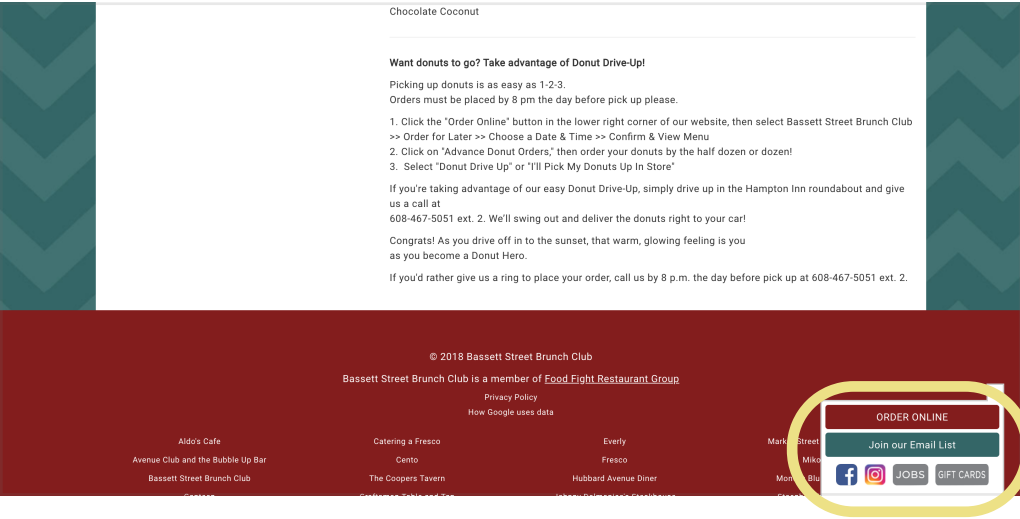 Chocolate Coconut
Want donuts to go? Take advantage of Donut Drive-Up!
Picking up donuts is as easy as 1-2-3.
Orders must be placed by 8 pm the day before pick up please.
1. Click the "Order Online" button in the lower right corner of our website, then select Bassett Street Brunch Club
>> Order for Later >> Choose a Date & Time >> Confirm & View Menu
2. Click on "Advance Donut Orders," then order your donuts by the half dozen or dozen!
3. Select "Donut Drive Up" or "I'll Pick My Donuts Up In Store"
If you're taking advantage of our easy Donut Drive-Up, simply drive up in the Hampton Inn roundabout and give
us a call at
608-467-5051 ext. 2. We'll swing out and deliver the donuts right to your car!
Congrats! As you drive off in to the sunset, that warm, glowing feeling is you
as you become a Donut Hero.
If you'd rather give us a ring to place your order, call us by 8 p.m. the day before pick up at 608-467-5051 ext. 2.
© 2018 Bassett Street Brunch Club
Bassett Street Brunch Club is a member of Food Fight Restaurant Group
Privacy Policy
How Google uses data
Aldo's Cafe
Avenue Club and the Bubble Up Bar
Bassett Street Brunch Club
Catering a Fresco
Cento
The Coopers Tavern
Everly
Fresco
Hubbard Avenue Diner
Street
Miko
ORDER ONLINE
Join our Email List
JOBS
GIFT CARDS